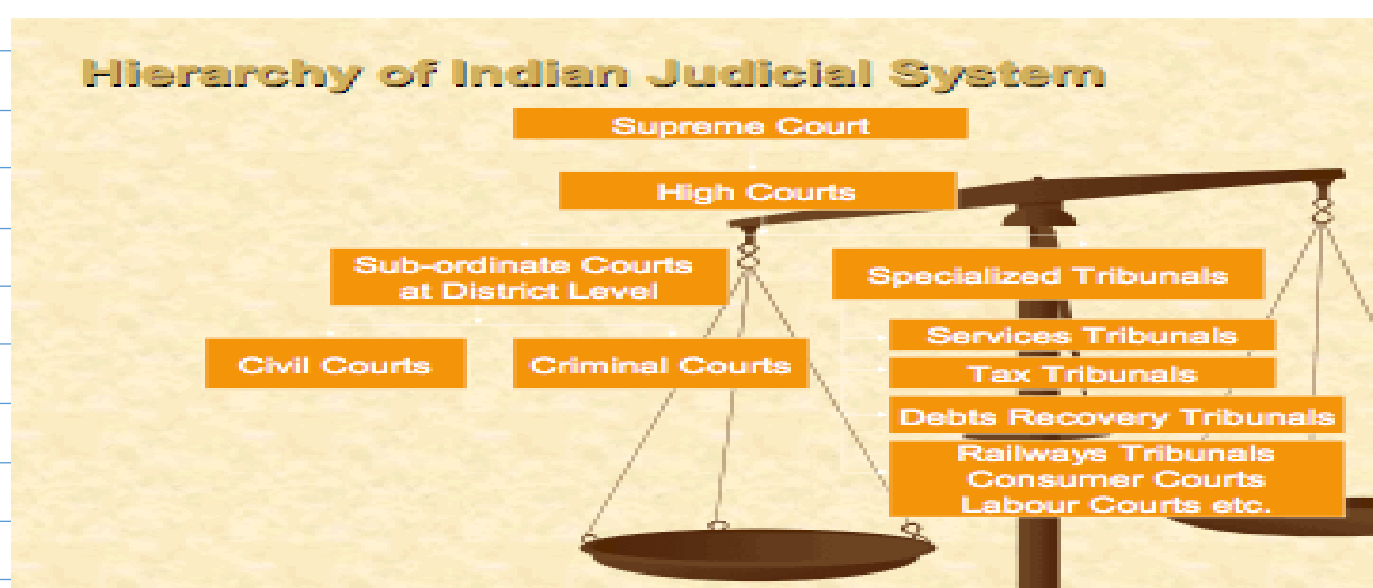 Hierarchy of Indian Judicial System
Supreme Court
High Courts
Sub-ordinate Courts
at District Level
Specialized Tribunals
Civil Courts
Criminal Courts
Services Tribunals
Tax Tribunals
Debts Recovery Tribunals
Railways Tribunals
Consumer Courts
Labour Courts etc.